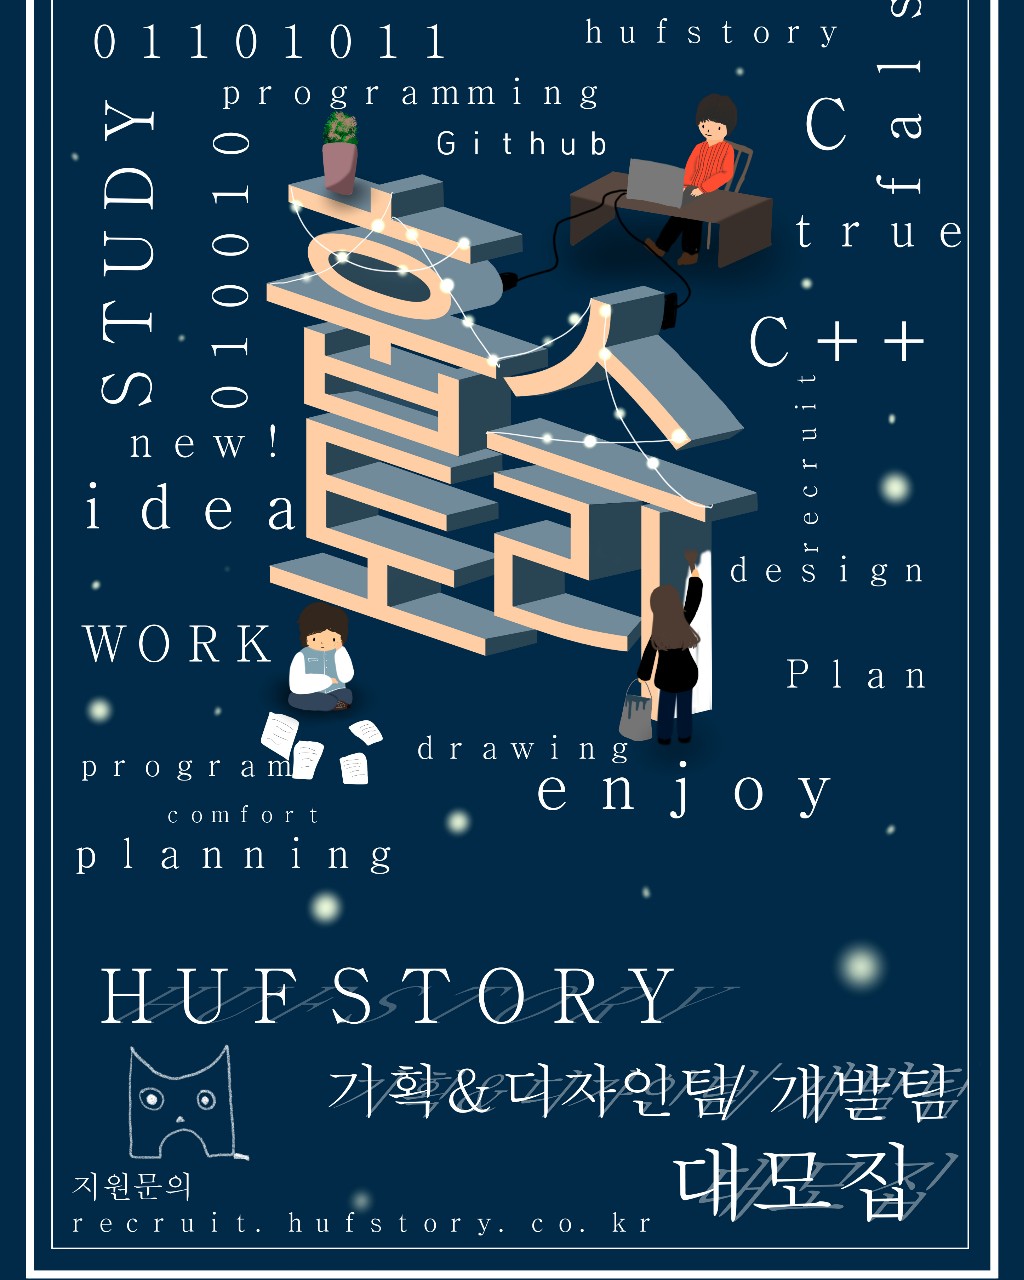 01101011
hufstory
programming
Github
STUDY
010010
C
false
true
C++
new!
recruit
idea
훕스
토리
design
WORK
Plan
drawing
program
enjoy
comfort
planning
HUFSTORY
기획&디자인팀/개발팀
대모집
지원문의
recruit.hufstory.co.kr